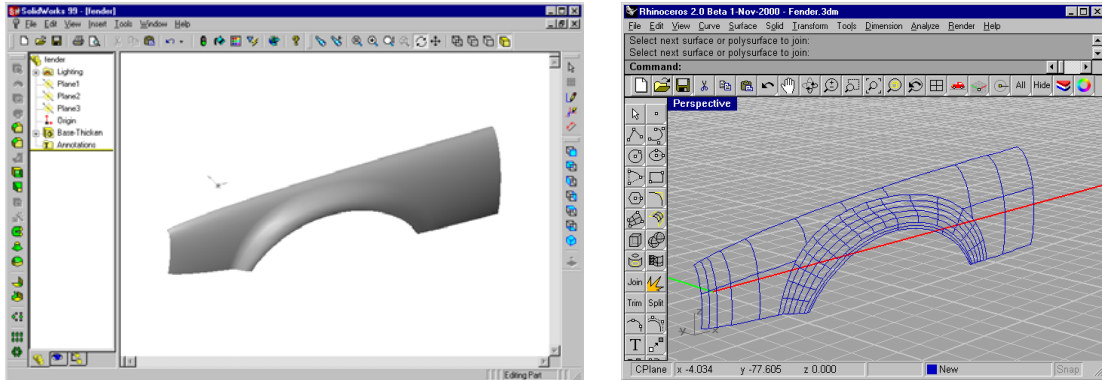 SolidWorks 99 - [fender]
File Edit View Insert Tools Window Help
fender
Lighting
Plane1
Plane2
Plane3
Origin
Base-Thicken
Annotations
Editing Part
Rhinoceros 2.0 Beta 1-Nov-2000 - Fender.3dm
File Edit View Curve Surface Solid Transform Tools Dimension Analyze Render Help
Select next surface or polysurface to join:
Select next surface or polysurface to join:
Command:
All Hide
Perspective
Join
Trim Split
T
z
y x
CPlane x -4.034 y -77.605 z 0.000 New Snap